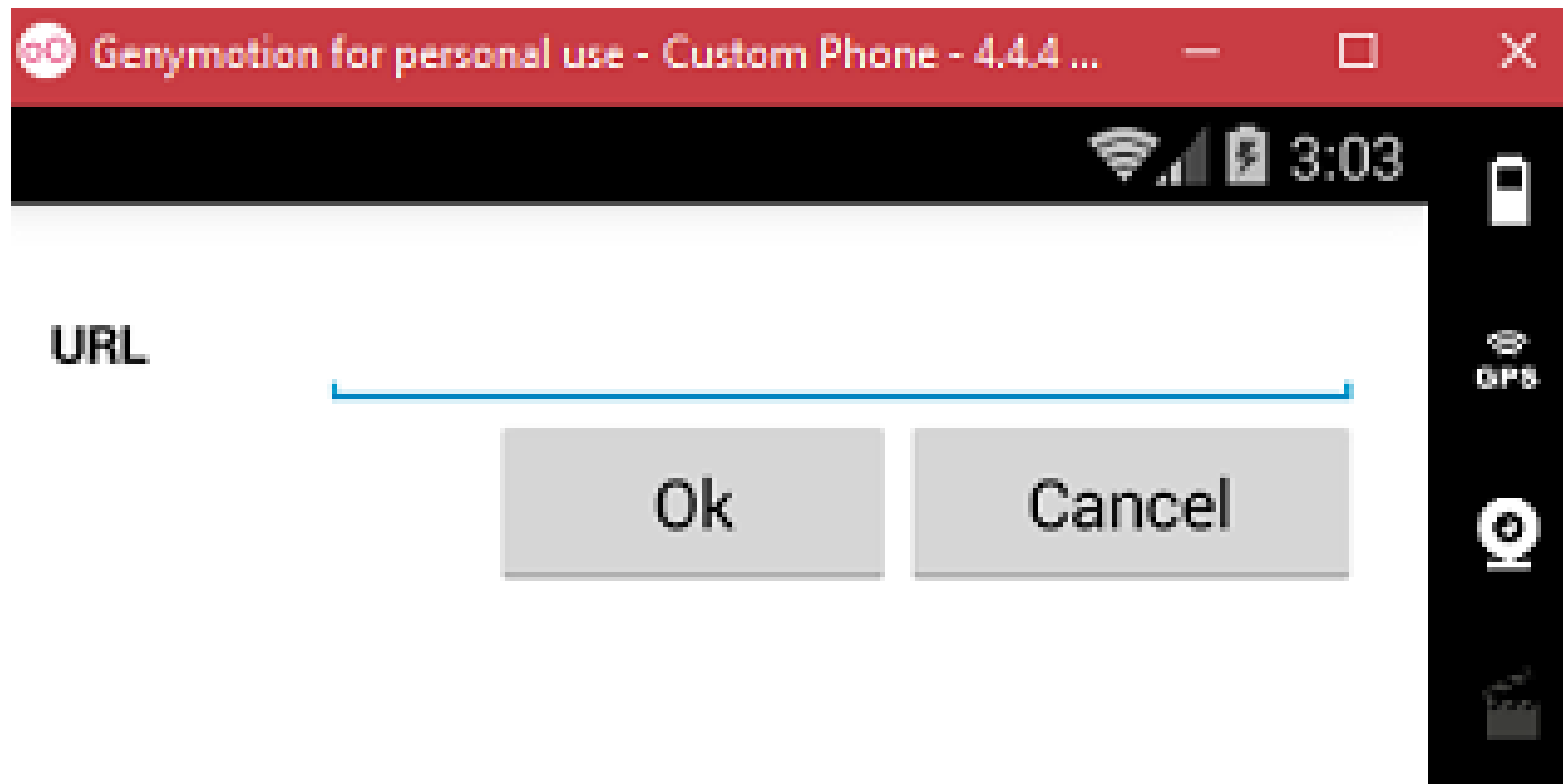 Genymotion for personal use - Custom Phone - 4.4.4 ...
3:03
GPS
URL
Ok Cancel